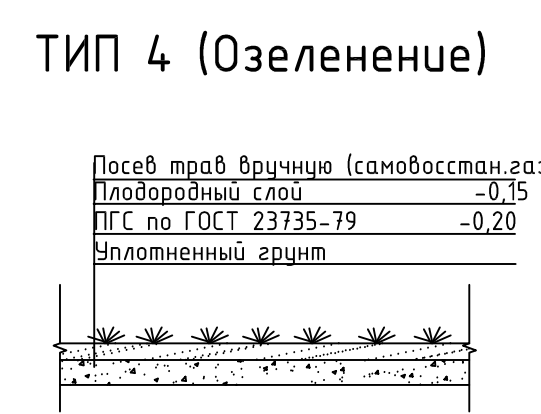 ТИП 4 (Озеленение)
Посев трав вручную (самовосстан.газ
Плодородный слой -0,15
ПГС по ГОСТ 23735-79 -0,20
Уплотненный грунт